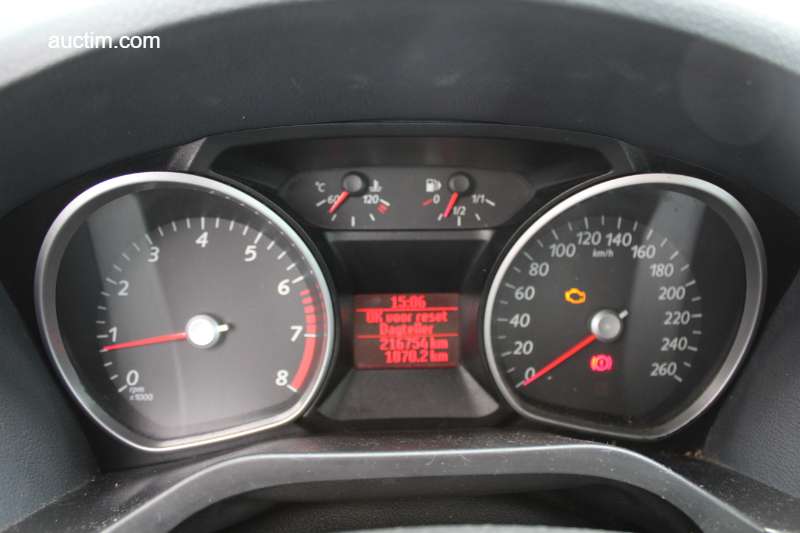 auctim.com
°C 60 120
0 1/2 1/1
0 1 2 3 4 5 6 7 8
rpm
x1000
15:06
OK voor reset
Dagteller
216754 km
1870.2 km
0 20 40 60 80 100 120 140 160 180 200 220 240 260
km/h